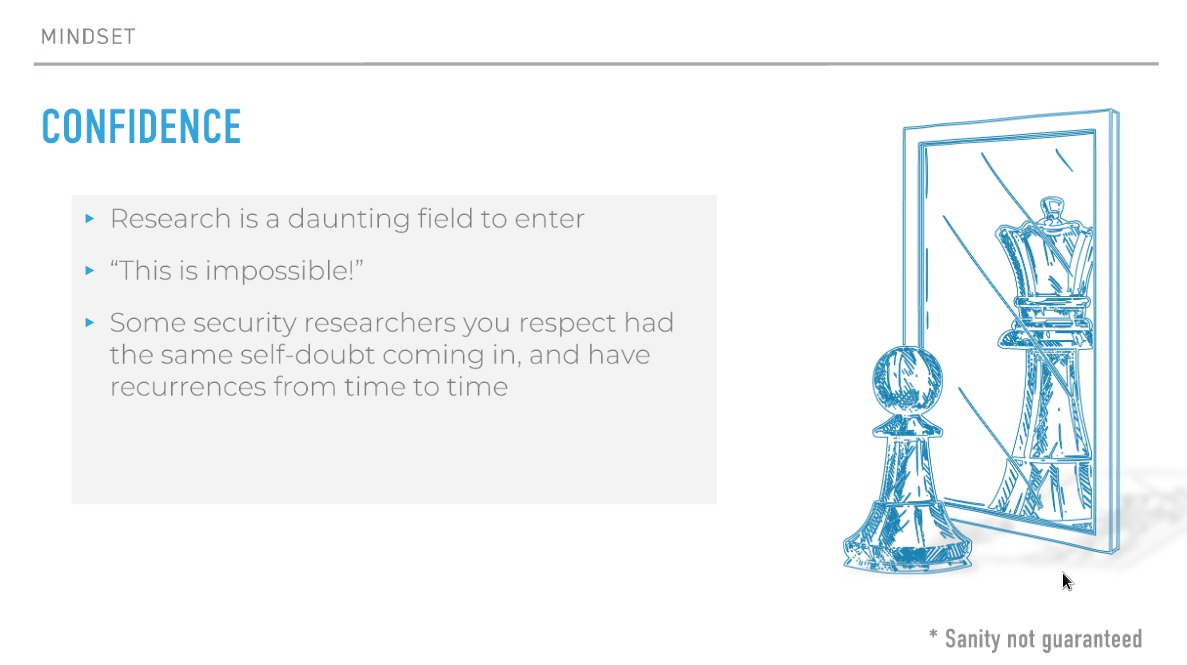 MINDSET
CONFIDENCE
▸ Research is a daunting field to enter
▸ “This is impossible!”
▸ Some security researchers you respect had
the same self-doubt coming in, and have
recurrences from time to time
* Sanity not guaranteed